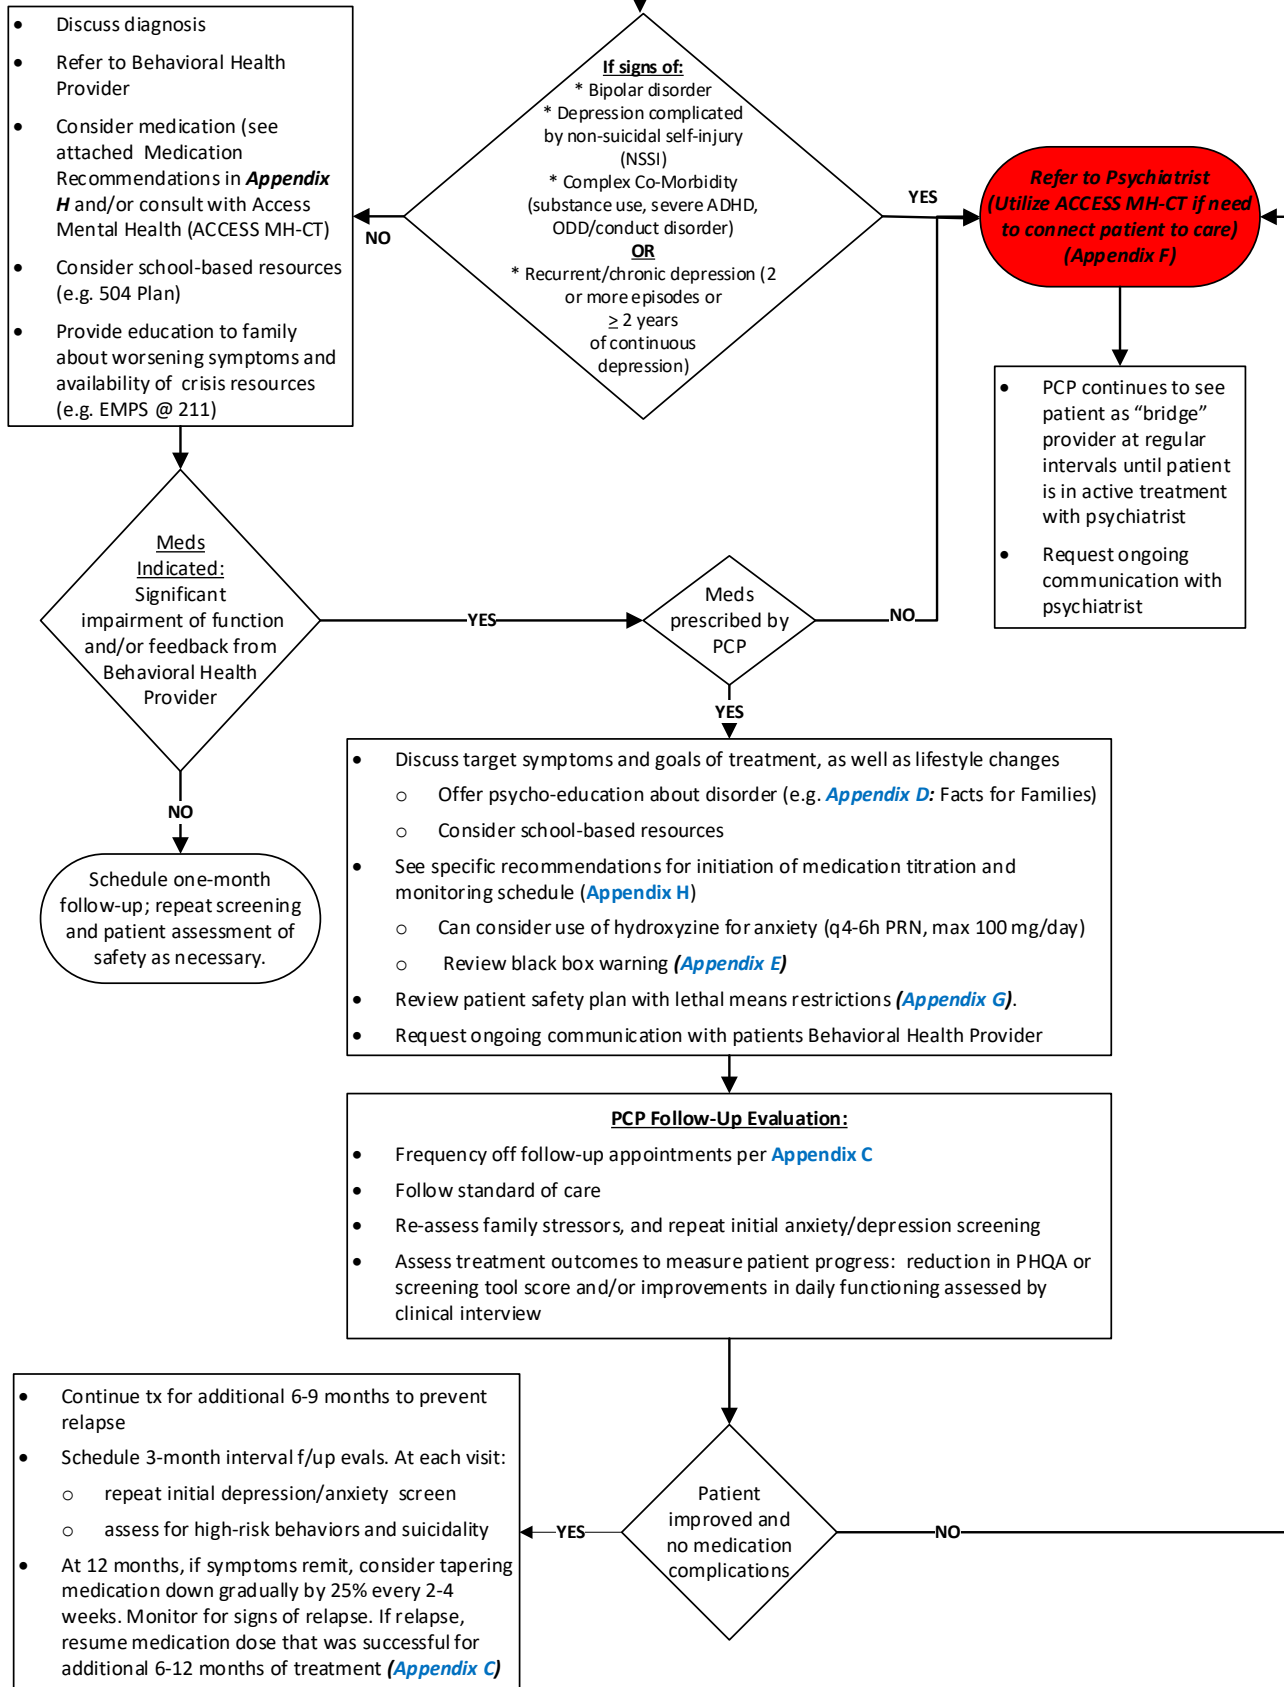 • Discuss diagnosis
• Refer to Behavioral Health
Provider
• Consider medication (see
attached Medication
Recommendations in Appendix
H and/or consult with Access
Mental Health (ACCESS MH-CT)
• Consider school-based resources
(e.g. 504 Plan)
• Provide education to family
about worsening symptoms and
availability of crisis resources
(e.g. EMPS @ 211)
NO
If signs of:
* Bipolar disorder
* Depression complicated
by non-suicidal self-injury
(NSSI)
* Complex Co-Morbidity
(substance use, severe ADHD,
ODD/conduct disorder)
OR
* Recurrent/chronic depression (2
or more episodes or
≥ 2 years
of continuous
depression)
YES
Refer to Psychiatrist
(Utilize ACCESS MH-CT if need
to connect patient to care)
(Appendix F)
• PCP continues to see
patient as “bridge”
provider at regular
intervals until patient
is in active treatment
with psychiatrist
• Request ongoing
communication with
psychiatrist
Meds
Indicated:
Significant
impairment of function
and/or feedback from
Behavioral Health
Provider
YES
Meds
prescribed by
PCP
NO
YES
NO
Schedule one-month
follow-up; repeat screening
and patient assessment of
safety as necessary.
• Discuss target symptoms and goals of treatment, as well as lifestyle changes
o Offer psycho-education about disorder (e.g. Appendix D: Facts for Families)
o Consider school-based resources
• See specific recommendations for initiation of medication titration and
monitoring schedule (Appendix H)
o Can consider use of hydroxyzine for anxiety (q4-6h PRN, max 100 mg/day)
o Review black box warning (Appendix E)
• Review patient safety plan with lethal means restrictions (Appendix G).
• Request ongoing communication with patients Behavioral Health Provider
PCP Follow-Up Evaluation:
• Frequency off follow-up appointments per Appendix C
• Follow standard of care
• Re-assess family stressors, and repeat initial anxiety/depression screening
• Assess treatment outcomes to measure patient progress: reduction in PHQA or
screening tool score and/or improvements in daily functioning assessed by
clinical interview
• Continue tx for additional 6-9 months to prevent
relapse
• Schedule 3-month interval f/up evals. At each visit:
o repeat initial depression/anxiety screen
o assess for high-risk behaviors and suicidality
• At 12 months, if symptoms remit, consider tapering
medication down gradually by 25% every 2-4
weeks. Monitor for signs of relapse. If relapse,
resume medication dose that was successful for
additional 6-12 months of treatment (Appendix C)
YES
Patient
improved and
no medication
complications
NO